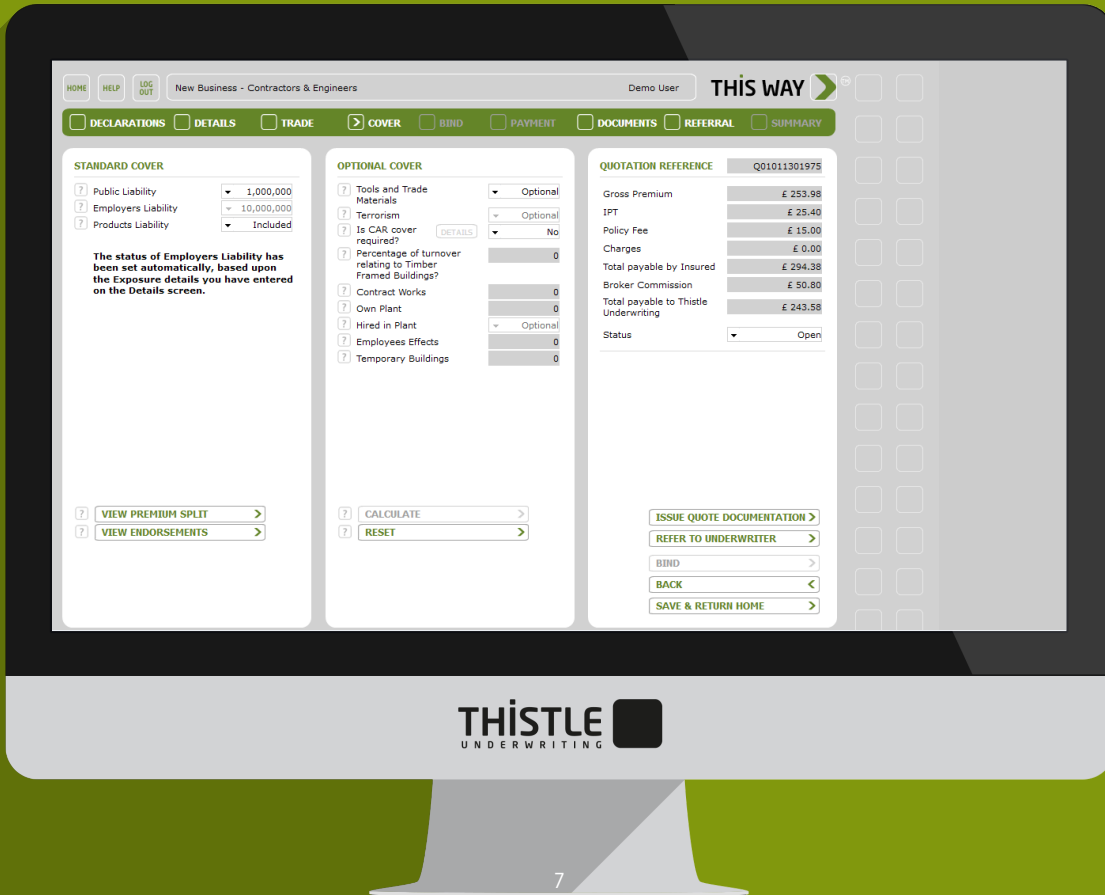 HOME HELP LOG OUT New Business - Contractors & Engineers Demo User THIS WAY
DECLARATIONS DETAILS TRADE COVER BIND PAYMENT DOCUMENTS REFERRAL SUMMARY
STANDARD COVER
? Public Liability 1,000,000
? Employers Liability 10,000,000
? Products Liability Included
The status of Employers Liability has
been set automatically, based upon
the Exposure details you have entered
on the Details screen.
? VIEW PREMIUM SPLIT
? VIEW ENDORSEMENTS
OPTIONAL COVER
? Tools and Trade
Materials Optional
? Terrorism Optional
? Is CAR cover
required? DETAILS No
? Percentage of turnover
relating to Timber
Framed Buildings? 0
? Contract Works 0
? Own Plant 0
? Hired in Plant Optional
? Employees Effects 0
? Temporary Buildings 0
? CALCULATE
? RESET
QUOTATION REFERENCE Q01011301975
Gross Premium £ 253.98
IPT £ 25.40
Policy Fee £ 15.00
Charges £ 0.00
Total payable by Insured £ 294.38
Broker Commission £ 50.80
Total payable to Thistle
Underwriting £ 243.58
Status Open
ISSUE QUOTE DOCUMENTATION
REFER TO UNDERWRITER
BIND
BACK
SAVE & RETURN HOME
THISTLE
UNDERWRITING
7